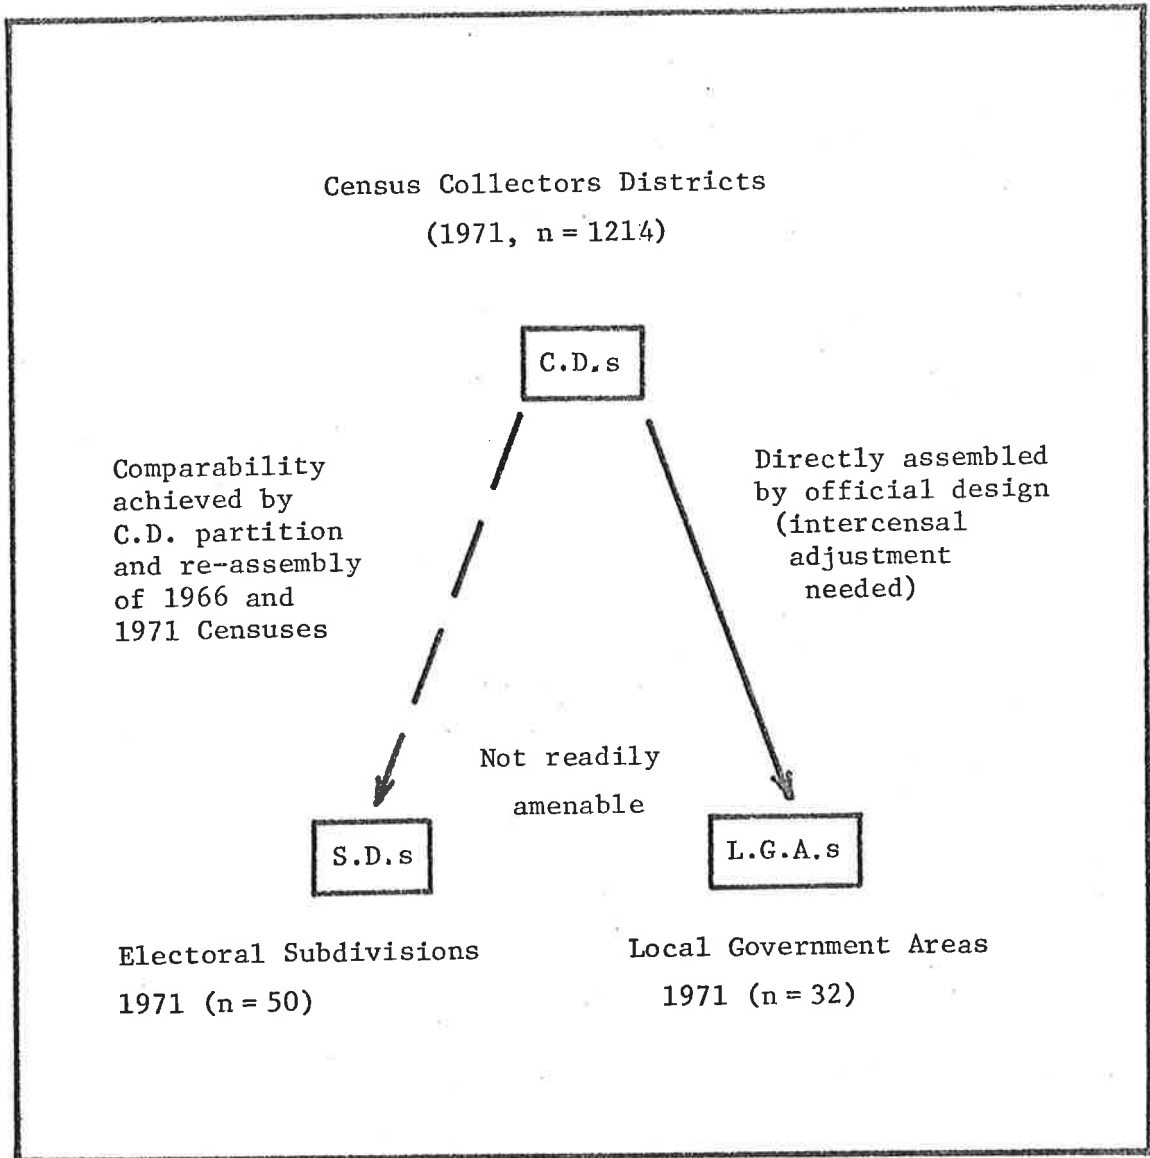 Census Collectors Districts
(1971, n = 1214)
C.D.s
Comparability
achieved by
C.D. partition
and re-assembly
of 1966 and
1971 Censuses
Directly assembled
by official design
(intercensal
adjustment
needed)
Not readily
amenable
S.D.s
L.G.A.s
Electoral Subdivisions
1971 (n = 50)
Local Government Areas
1971 (n = 32)